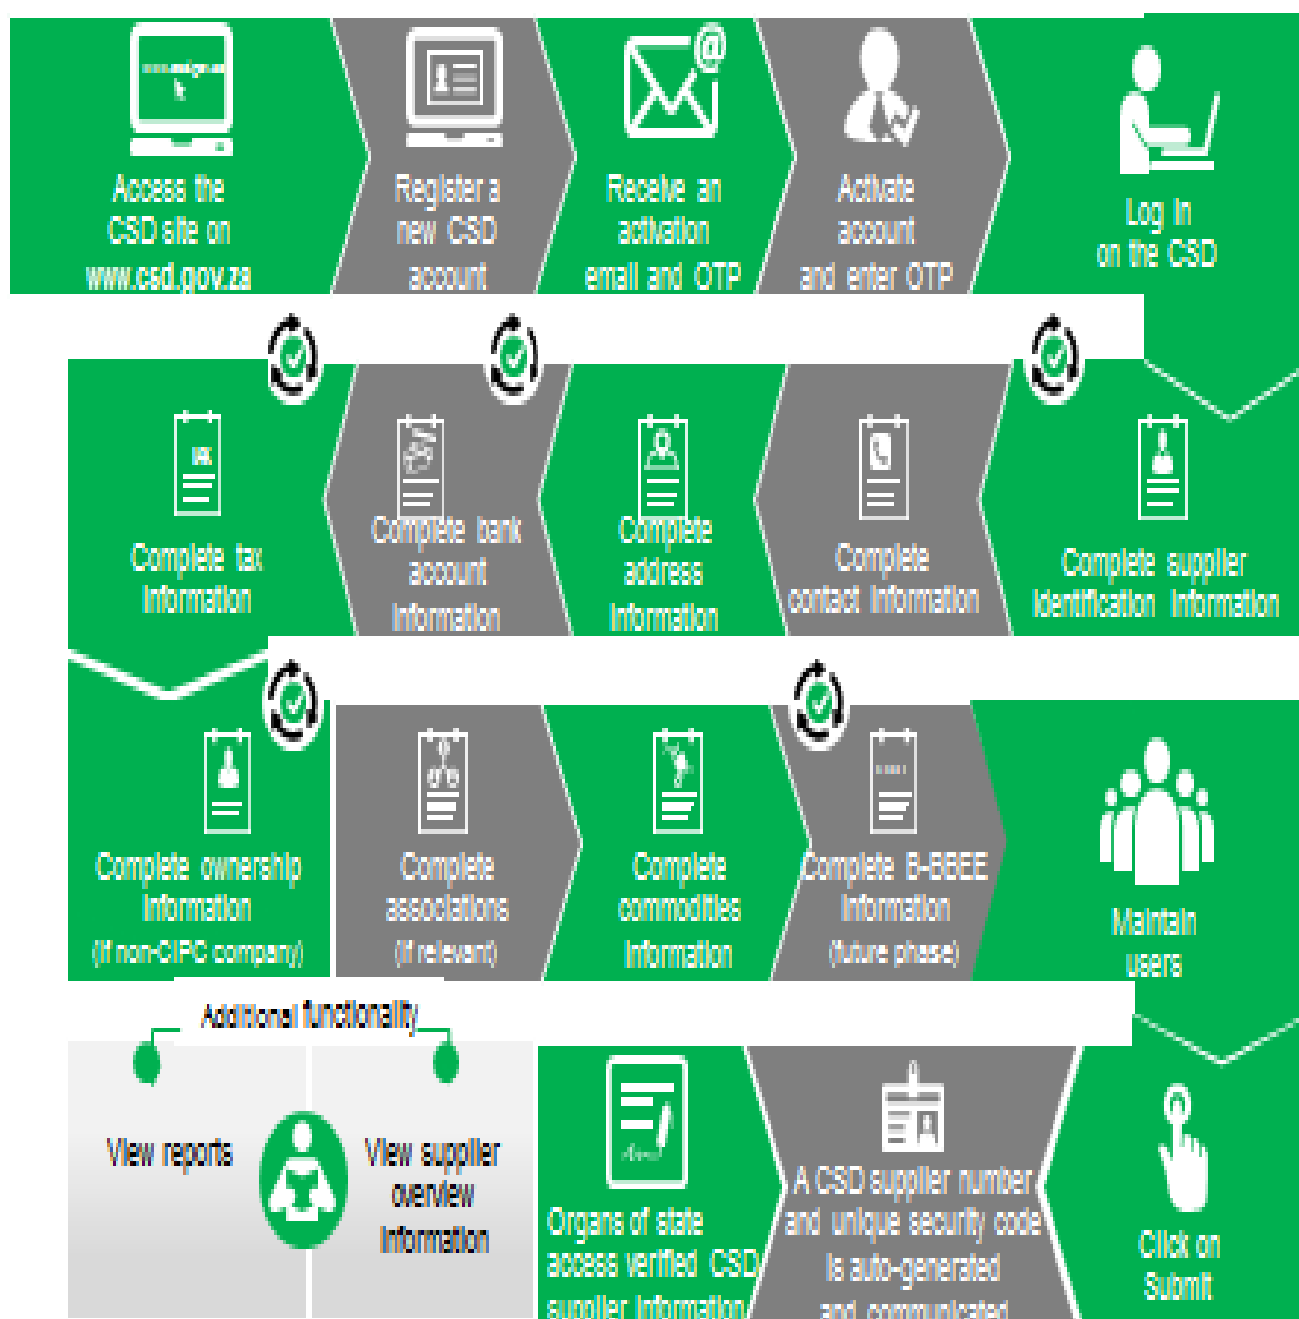 Access the
CSD site on
www.csd.gov.za
Register a
new CSD
account
Receive an
activation
email and OTP
Activate
account
and enter OTP
Log in
on the CSD
Complete tax
information
Complete bank
account
information
Complete
address
information
Complete
contact information
Complete supplier
identification information
Complete ownership
information
(if non-CIPC company)
Complete
associations
(if relevant)
Complete
commodities
information
Complete B-BBEE
information
(future phase)
Maintain
users
Additional functionality
View reports
View supplier
overview
information
Organs of state
access verified CSD
supplier information
A CSD supplier number
and unique security code
is auto-generated
and communicated
Click on
Submit